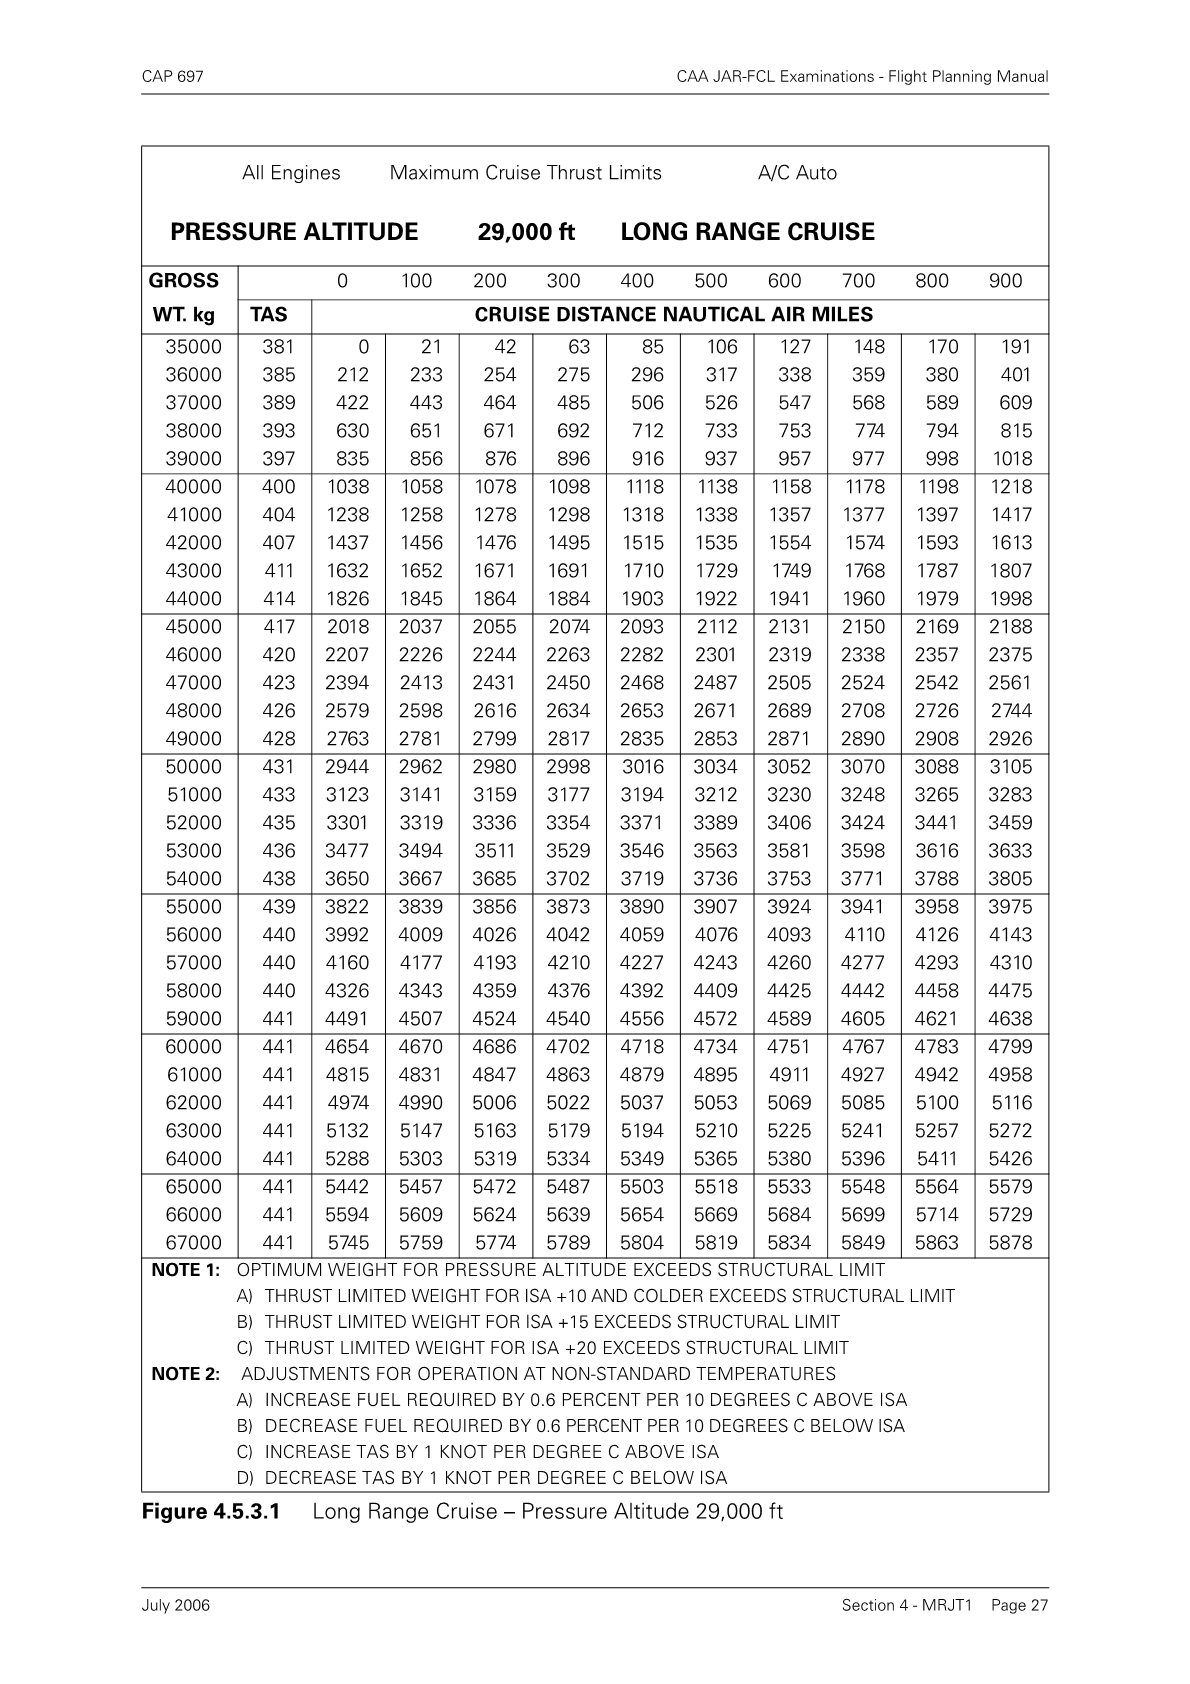 CAP 697 CAA JAR-FCL Examinations - Flight Planning Manual
All Engines Maximum Cruise Thrust Limits A/C Auto
PRESSURE ALTITUDE 29,000 ft LONG RANGE CRUISE
GROSS 0 100 200 300 400 500 600 700 800 900
WT. kg TAS CRUISE DISTANCE NAUTICAL AIR MILES
35000 381 0 21 42 63 85 106 127 148 170 191
36000 385 212 233 254 275 296 317 338 359 380 401
37000 389 422 443 464 485 506 526 547 568 589 609
38000 393 630 651 671 692 712 733 753 774 794 815
39000 397 835 856 876 896 916 937 957 977 998 1018
40000 400 1038 1058 1078 1098 1118 1138 1158 1178 1198 1218
41000 404 1238 1258 1278 1298 1318 1338 1357 1377 1397 1417
42000 407 1437 1456 1476 1495 1515 1535 1554 1574 1593 1613
43000 411 1632 1652 1671 1691 1710 1729 1749 1768 1787 1807
44000 414 1826 1845 1864 1884 1903 1922 1941 1960 1979 1998
45000 417 2018 2037 2055 2074 2093 2112 2131 2150 2169 2188
46000 420 2207 2226 2244 2263 2282 2301 2319 2338 2357 2375
47000 423 2394 2413 2431 2450 2468 2487 2505 2524 2542 2561
48000 426 2579 2598 2616 2634 2653 2671 2689 2708 2726 2744
49000 428 2763 2781 2799 2817 2835 2853 2871 2890 2908 2926
50000 431 2944 2962 2980 2998 3016 3034 3052 3070 3088 3105
51000 433 3123 3141 3159 3177 3194 3212 3230 3248 3265 3283
52000 435 3301 3319 3336 3354 3371 3389 3406 3424 3441 3459
53000 436 3477 3494 3511 3529 3546 3563 3581 3598 3616 3633
54000 438 3650 3667 3685 3702 3719 3736 3753 3771 3788 3805
55000 439 3822 3839 3856 3873 3890 3907 3924 3941 3958 3975
56000 440 3992 4009 4026 4042 4059 4076 4093 4110 4126 4143
57000 440 4160 4177 4193 4210 4227 4243 4260 4277 4293 4310
58000 440 4326 4343 4359 4376 4392 4409 4425 4442 4458 4475
59000 441 4491 4507 4524 4540 4556 4572 4589 4605 4621 4638
60000 441 4654 4670 4686 4702 4718 4734 4751 4767 4783 4799
61000 441 4815 4831 4847 4863 4879 4895 4911 4927 4942 4958
62000 441 4974 4990 5006 5022 5037 5053 5069 5085 5100 5116
63000 441 5132 5147 5163 5179 5194 5210 5225 5241 5257 5272
64000 441 5288 5303 5319 5334 5349 5365 5380 5396 5411 5426
65000 441 5442 5457 5472 5487 5503 5518 5533 5548 5564 5579
66000 441 5594 5609 5624 5639 5654 5669 5684 5699 5714 5729
67000 441 5745 5759 5774 5789 5804 5819 5834 5849 5863 5878
NOTE 1: OPTIMUM WEIGHT FOR PRESSURE ALTITUDE EXCEEDS STRUCTURAL LIMIT
A) THRUST LIMITED WEIGHT FOR ISA +10 AND COLDER EXCEEDS STRUCTURAL LIMIT
B) THRUST LIMITED WEIGHT FOR ISA +15 EXCEEDS STRUCTURAL LIMIT
C) THRUST LIMITED WEIGHT FOR ISA +20 EXCEEDS STRUCTURAL LIMIT
NOTE 2: ADJUSTMENTS FOR OPERATION AT NON-STANDARD TEMPERATURES
A) INCREASE FUEL REQUIRED BY 0.6 PERCENT PER 10 DEGREES C ABOVE ISA
B) DECREASE FUEL REQUIRED BY 0.6 PERCENT PER 10 DEGREES C BELOW ISA
C) INCREASE TAS BY 1 KNOT PER DEGREE C ABOVE ISA
D) DECREASE TAS BY 1 KNOT PER DEGREE C BELOW ISA
Figure 4.5.3.1 Long Range Cruise – Pressure Altitude 29,000 ft
July 2006 Section 4 - MRJT1 Page 27